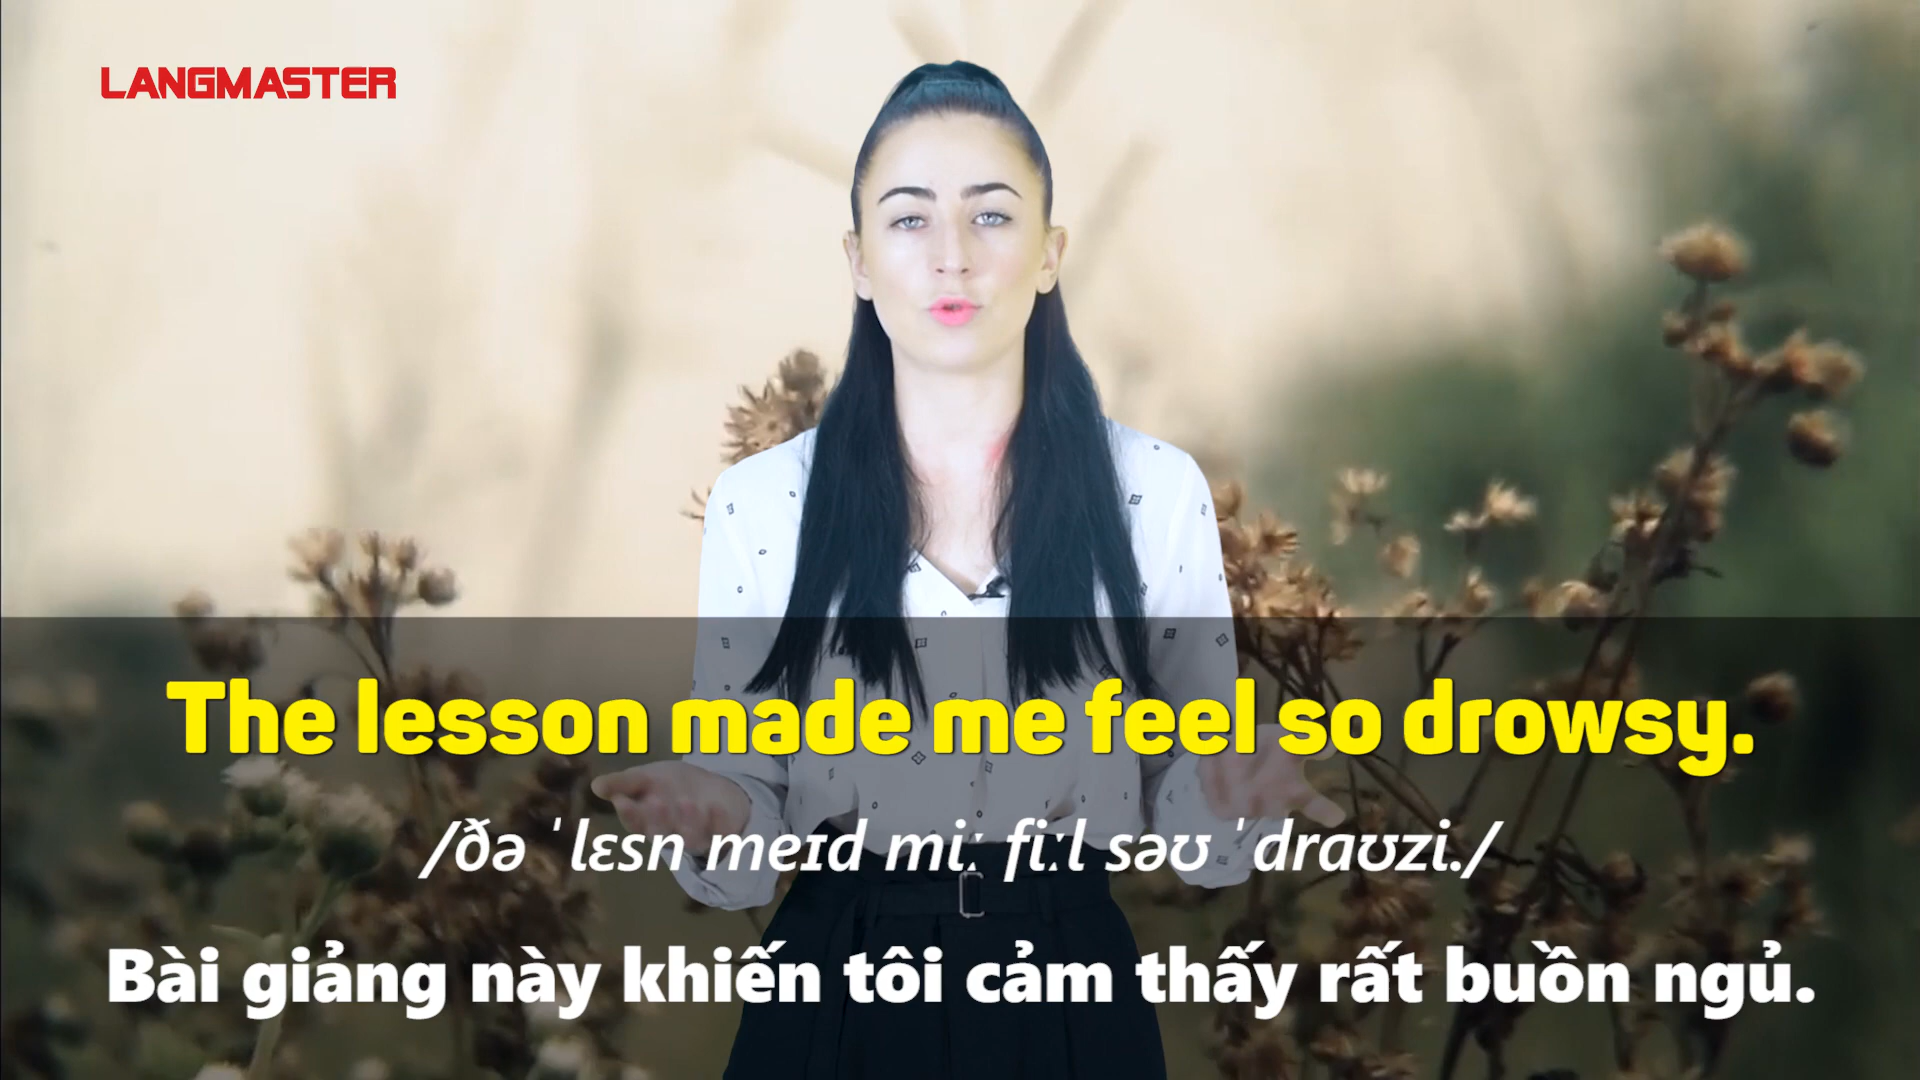 LANGMASTER
The lesson made me feel so drowsy.
/ðə ˈlɛsn meɪd miː fiːl səʊ ˈdraʊzi./
Bài giảng này khiến tôi cảm thấy rất buồn ngủ.